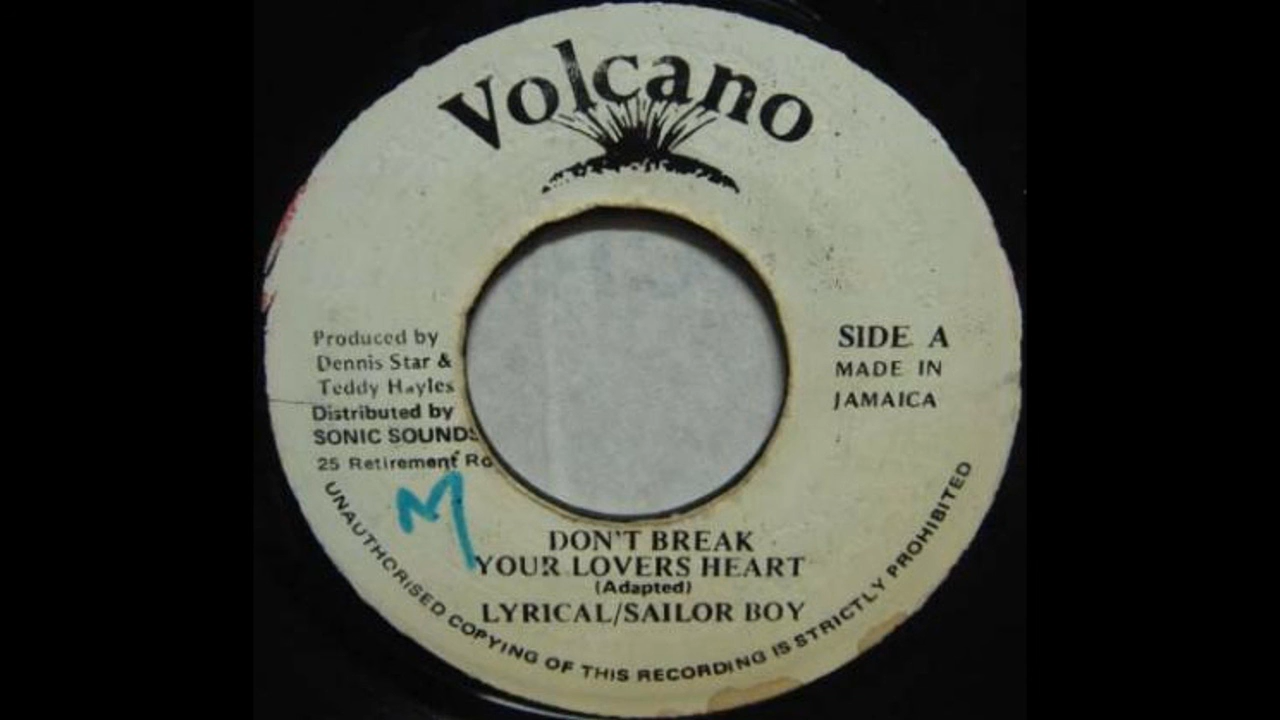 Volcano
Produced by
Dennis Star &
Teddy Hayles
Distributed by
SONIC SOUNDS
25 Retirement Ro
SIDE A
MADE IN
JAMAICA
M
DON'T BREAK
YOUR LOVERS HEART
(Adapted)
LYRICAL/SAILOR BOY
UNAUTHORISED COPYING OF THIS RECORDING IS STRICTLY PROHIBITED